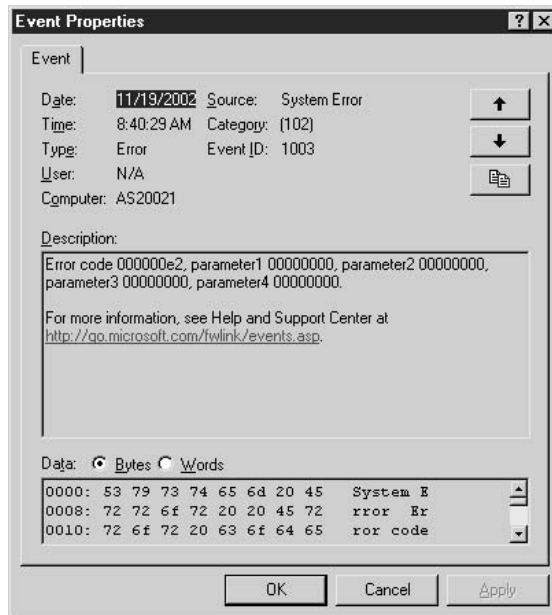 Event Properties
? X
Event
Date: 11/19/2002 Source: System Error
Time: 8:40:29 AM Category: (102)
Type: Error Event ID: 1003
User: N/A
Computer: AS20021
Description:
Error code 000000e2, parameter1 00000000, parameter2 00000000,
parameter3 00000000, parameter4 00000000.
For more information, see Help and Support Center at
http://go.microsoft.com/fwlink/events.asp.
Data: Bytes Words
0000: 53 79 73 74 65 6d 20 45 System E
0008: 72 72 6f 72 20 20 45 72 rror  Er
0010: 72 6f 72 20 63 6f 64 65 ror code
OK Cancel Apply